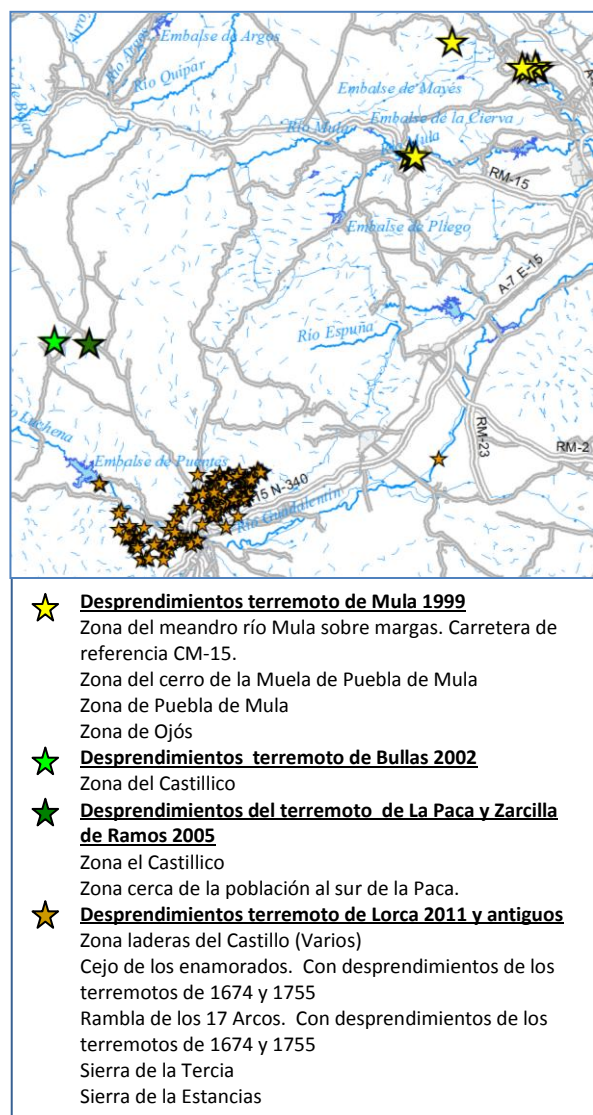 Embalse de Argos
Río Argos
Río Quipar
Embalse de Mayés
Embalse de la Cierva
Río Mula
Río Mula
RM-15
Embalse de Pliego
A-7 E-15
Río Espuña
Embalse de Puentes
RM-23
RM-2
15 N-340
Río Guadalentín
Desprendimientos terremoto de Mula 1999
Zona del meandro río Mula sobre margas. Carretera de
referencia CM-15.
Zona del cerro de la Muela de Puebla de Mula
Zona de Puebla de Mula
Zona de Ojós
Desprendimientos terremoto de Bullas 2002
Zona del Castillico
Desprendimientos del terremoto de La Paca y Zarcilla
de Ramos 2005
Zona el Castillico
Zona cerca de la población al sur de la Paca.
Desprendimientos terremoto de Lorca 2011 y antiguos
Zona laderas del Castillo (Varios)
Cejo de los enamorados. Con desprendimientos de los
terremotos de 1674 y 1755
Rambla de los 17 Arcos. Con desprendimientos de los
terremotos de 1674 y 1755
Sierra de la Tercia
Sierra de la Estancias